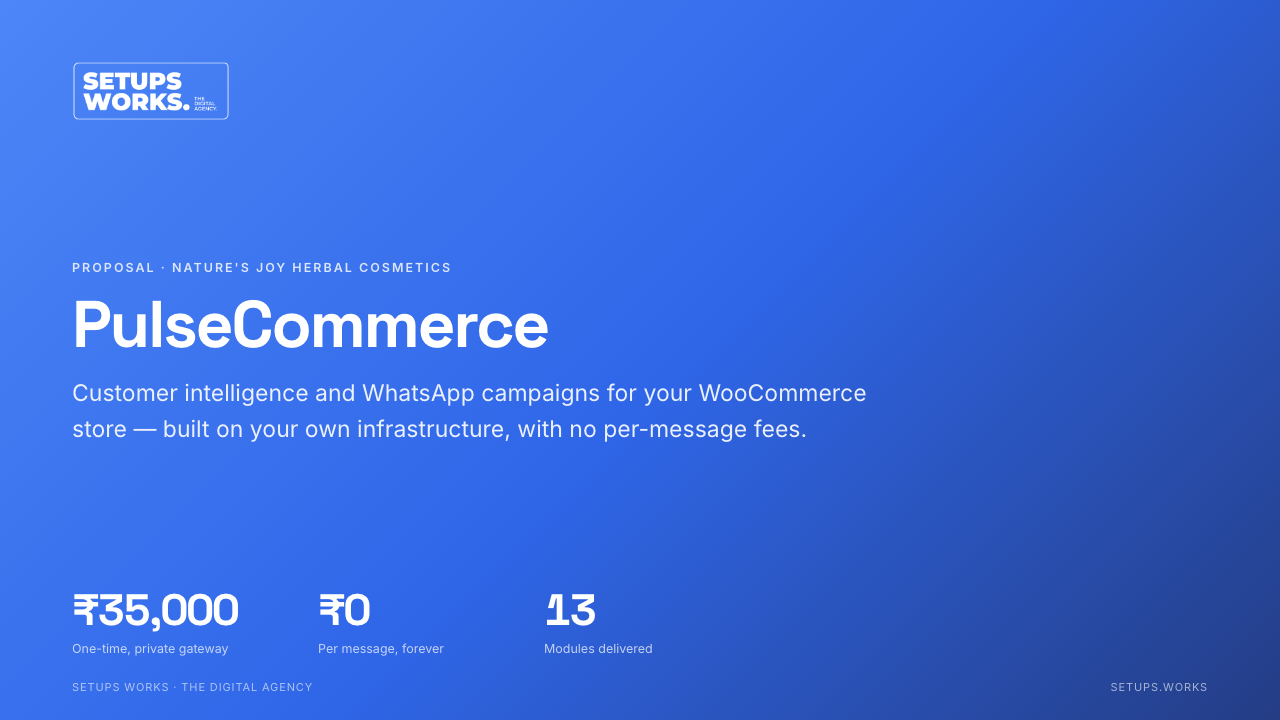 SETUPS
WORKS. THE DIGITAL AGENCY.
PROPOSAL · NATURE'S JOY HERBAL COSMETICS
PulseCommerce
Customer intelligence and WhatsApp campaigns for your WooCommerce
store — built on your own infrastructure, with no per-message fees.
₹35,000 ₹0 13
One-time, private gateway Per message, forever Modules delivered
SETUPS WORKS · THE DIGITAL AGENCY SETUPS.WORKS